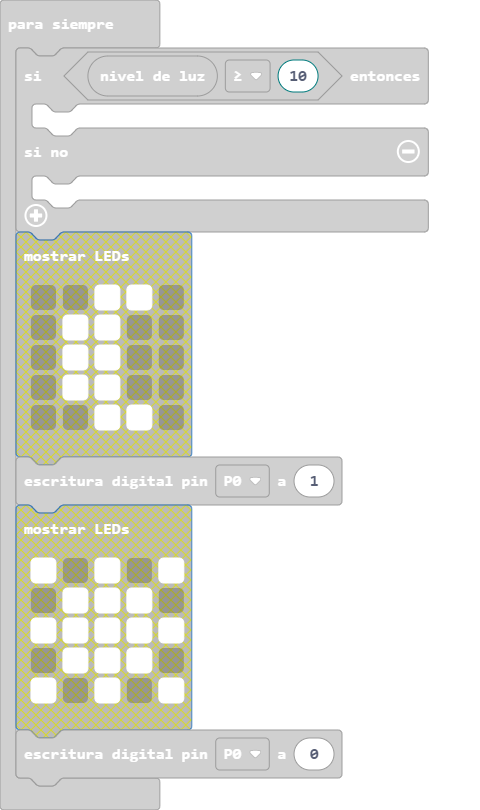 para siempre
si nivel de luz ≥ 10 entonces
si no
mostrar LEDs
escritura digital pin P0 a 1
mostrar LEDs
escritura digital pin P0 a 0